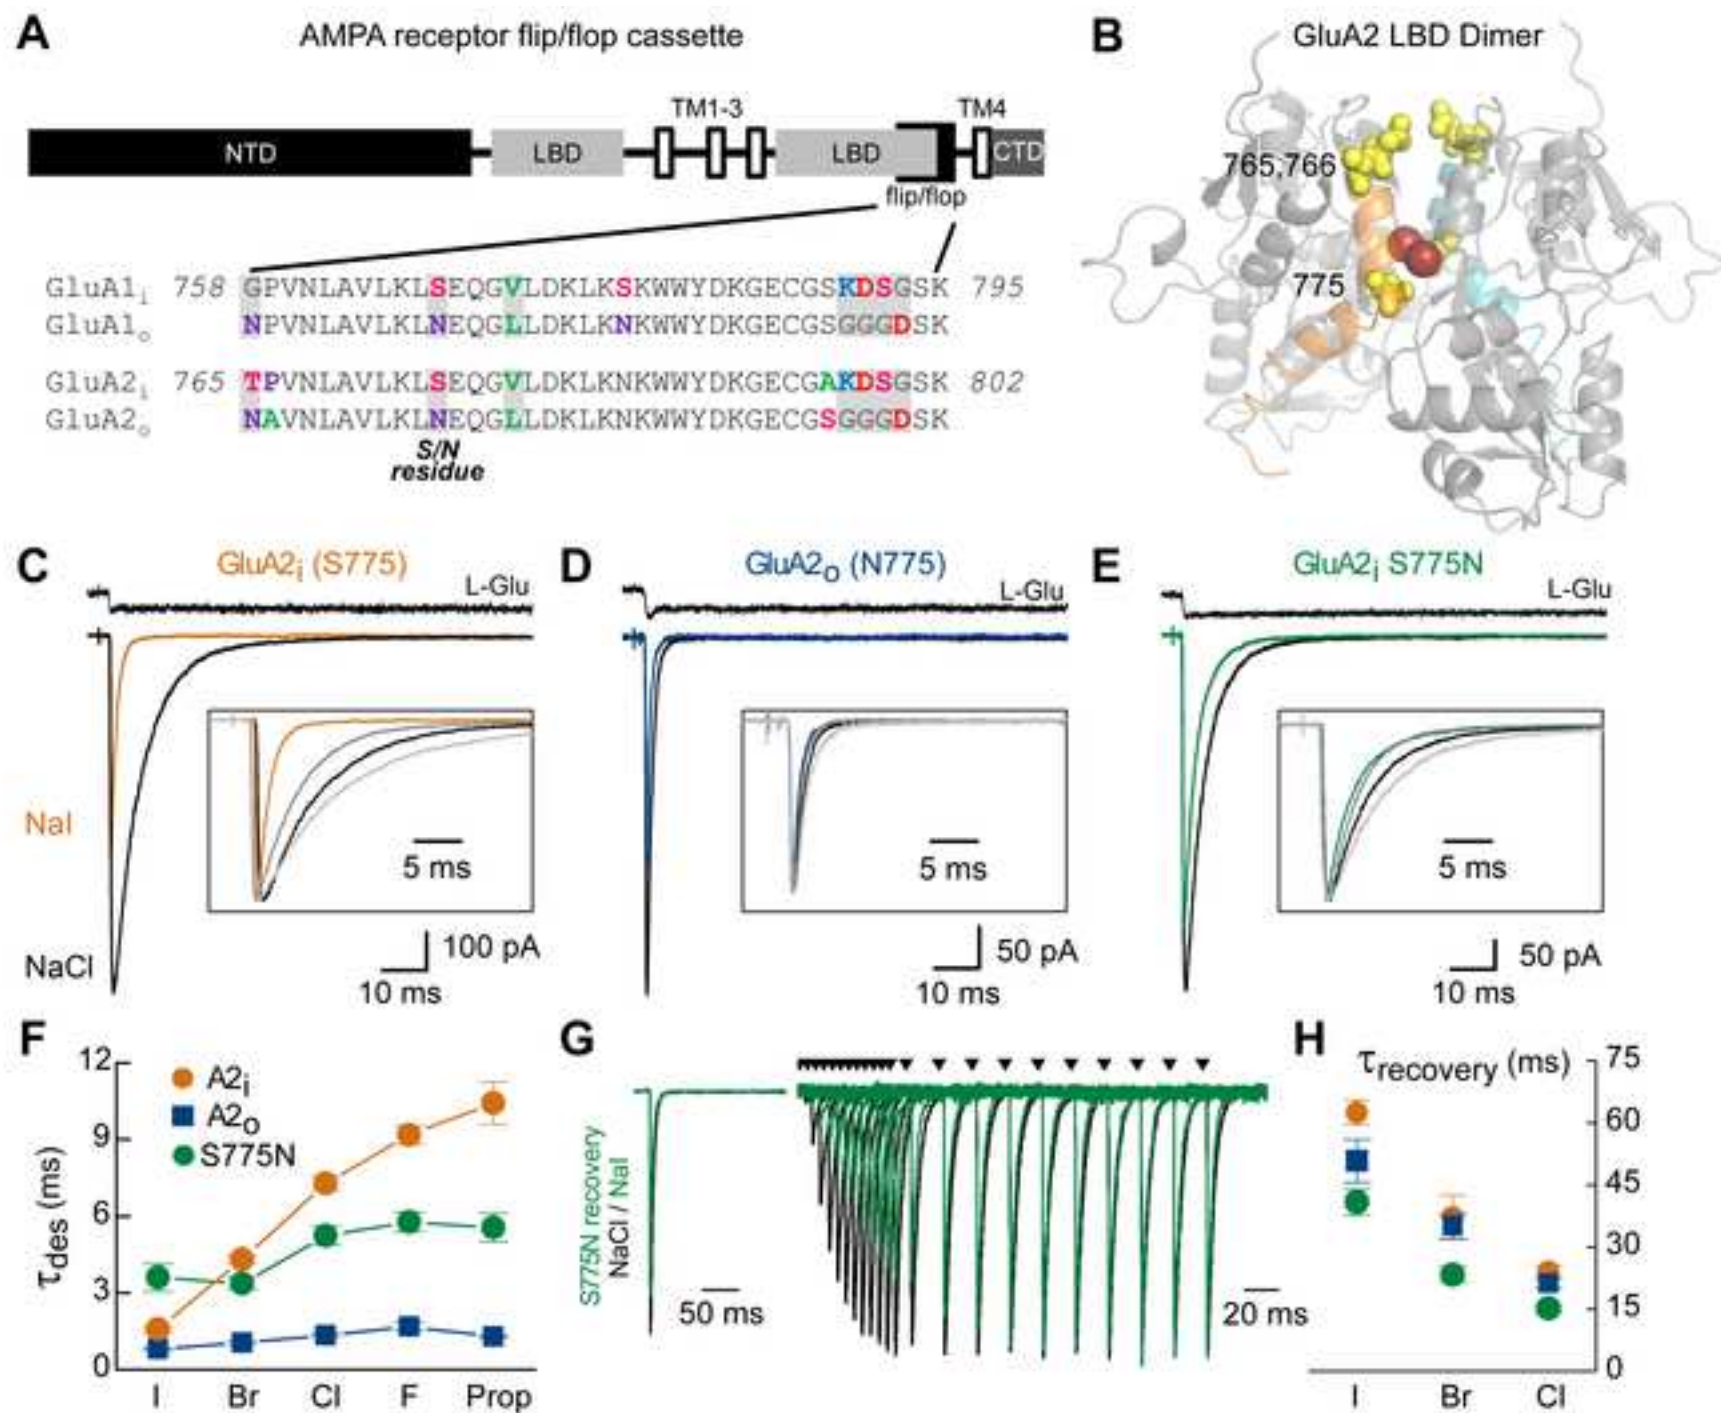 A
AMPA receptor flip/flop cassette
TM1-3
TM4
NTD
LBD
LBD
CTD
flip/flop
GluA1i 758 GPVNLAVLKLSEQGVLDKLKSKWWYDKGECGSKDSGSK 795
GluA1o NPVNLAVLKLNEQGLLDKLKNKWWYDKGECGSGGGDSK
GluA2i 765 TPVNLAVLKLSEQGVLDKLKNKWWYDKGECGAKDSGSK 802
GluA2o NAVNLAVLKLNEQGLLDKLKNKWWYDKGECGSGGGDSK
S/N
residue
B
GluA2 LBD Dimer
765,766
775
C
GluA2i (S775)
L-Glu
NaI
NaCl
5 ms
100 pA
10 ms
D
GluA2o (N775)
L-Glu
5 ms
50 pA
10 ms
E
GluA2i S775N
L-Glu
5 ms
50 pA
10 ms
F
τdes (ms)
12
9
6
3
0
A2i
A2o
S775N
I
Br
Cl
F
Prop
G
S775N recovery
NaCl / NaI
50 ms
20 ms
H
τrecovery (ms)
75
60
45
30
15
0
I
Br
Cl